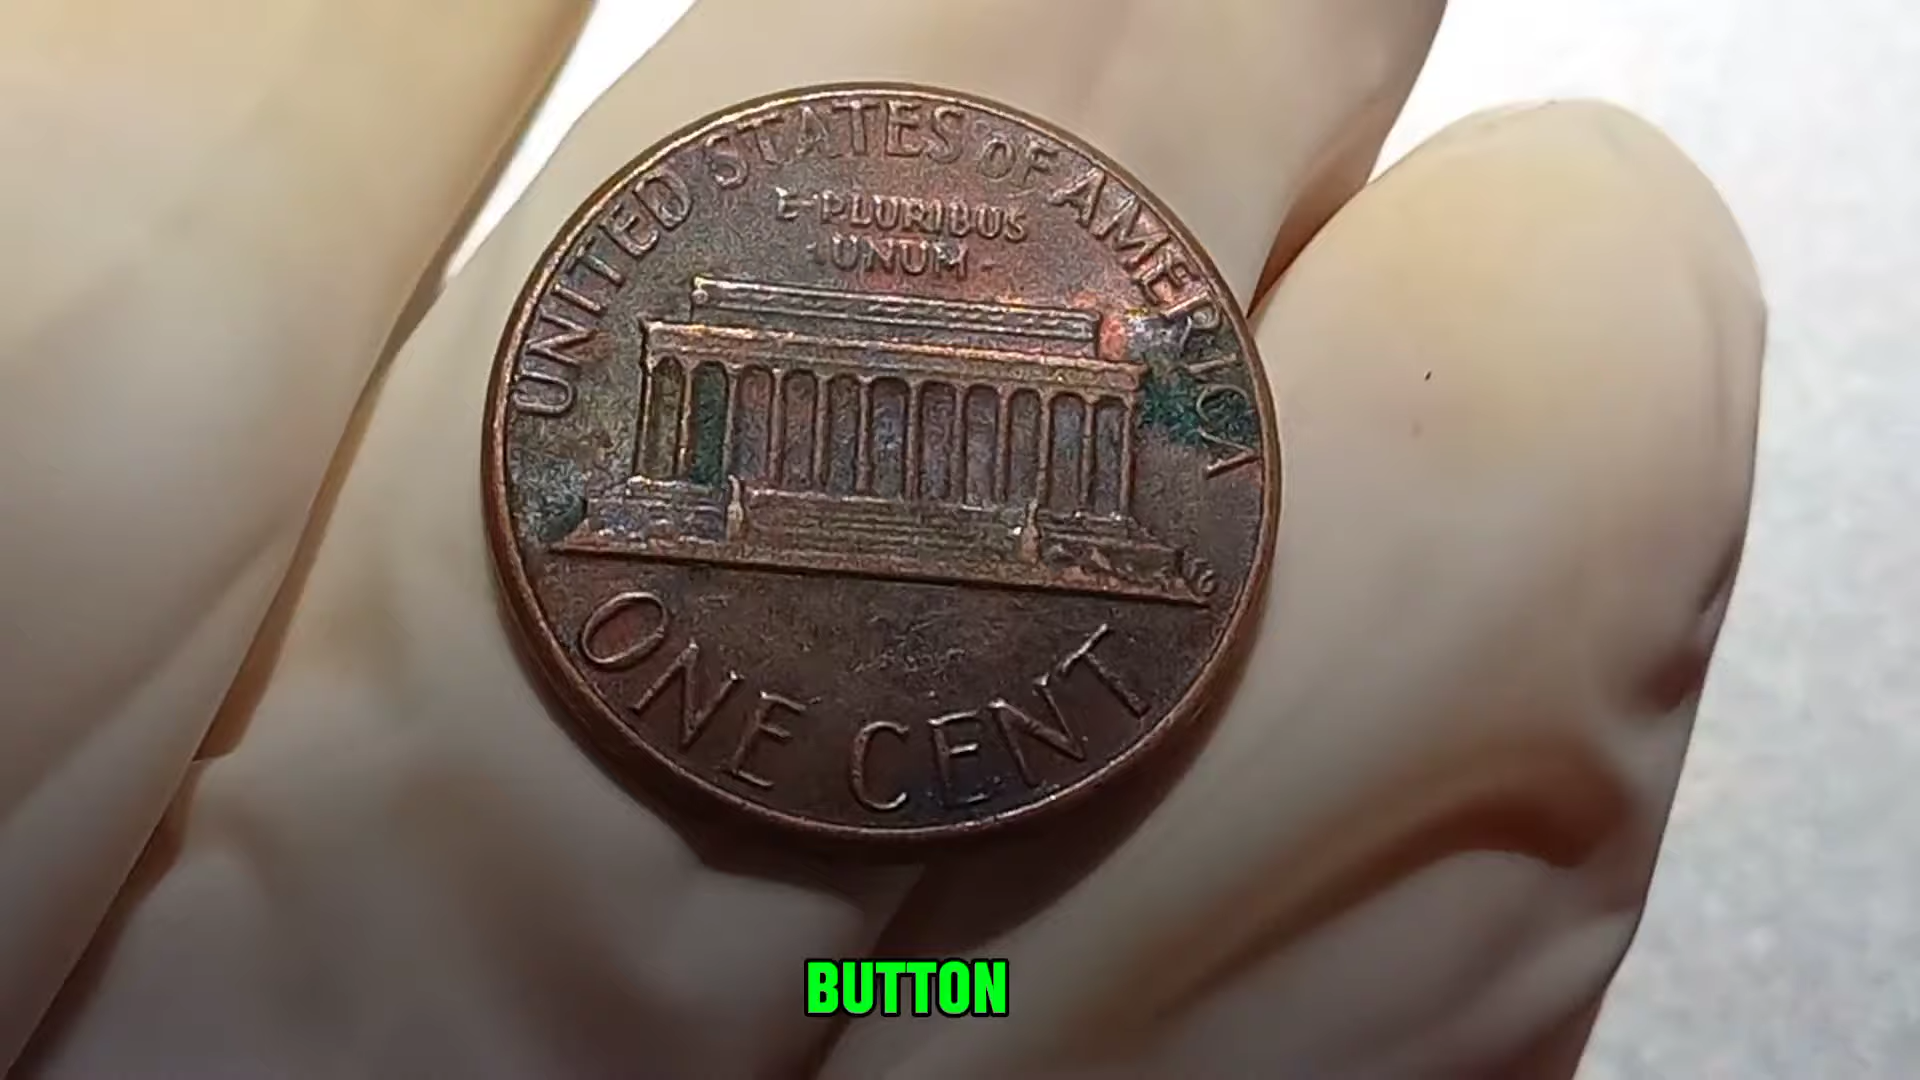 UNITED STATES OF AMERICA
E·PLURIBUS
·UNUM·
ONE CENT
BUTTON